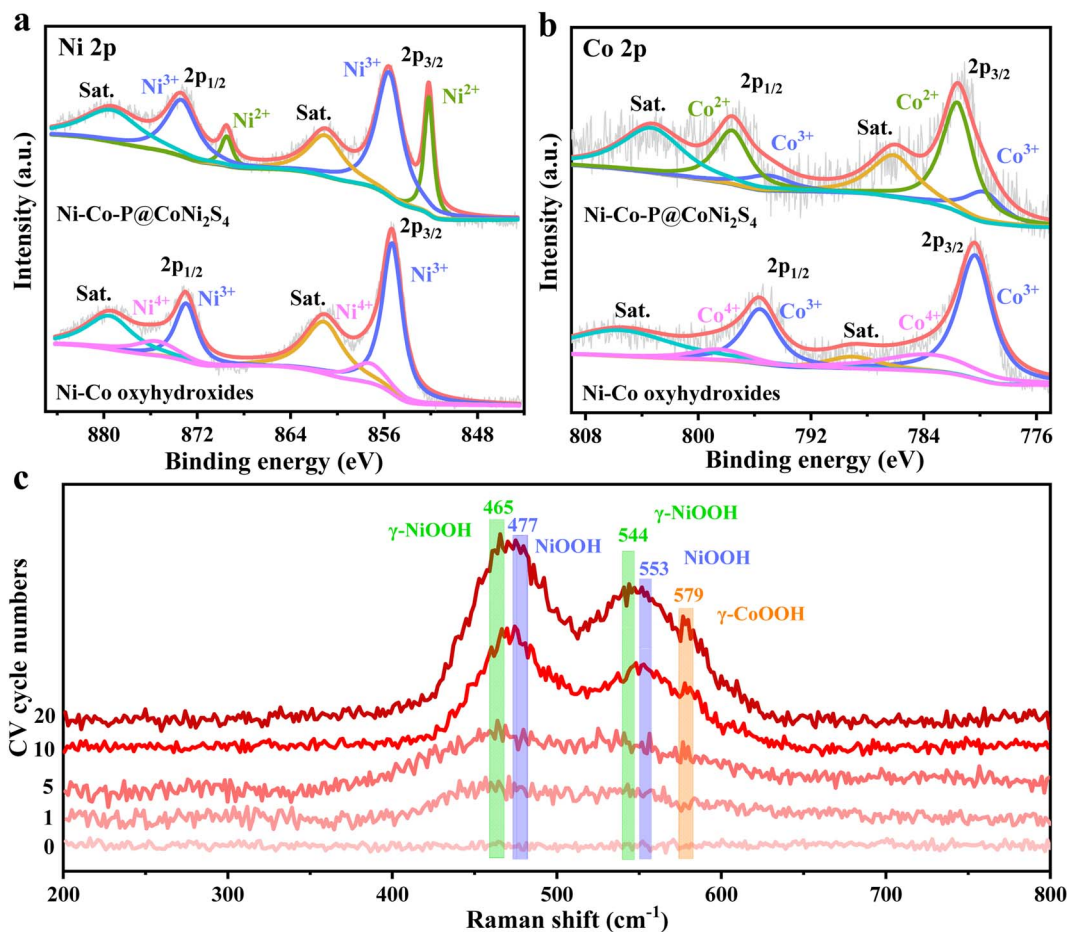 a
Ni 2p
Sat.
Ni³⁺
2p₁/₂
Ni²⁺
Sat.
Ni³⁺
2p₃/₂
Ni²⁺
Ni-Co-P@CoNi₂S₄
Sat.
Ni⁴⁺
2p₁/₂
Ni³⁺
Sat.
Ni⁴⁺
2p₃/₂
Ni³⁺
Ni-Co oxyhydroxides
Intensity (a.u.)
880 872 864 856 848
Binding energy (eV)
b
Co 2p
Sat.
Co²⁺
2p₁/₂
Co³⁺
Sat.
Co²⁺
2p₃/₂
Co³⁺
Ni-Co-P@CoNi₂S₄
Sat.
Co⁴⁺
2p₁/₂
Co³⁺
Sat.
Co⁴⁺
2p₃/₂
Co³⁺
Ni-Co oxyhydroxides
Intensity (a.u.)
808 800 792 784 776
Binding energy (eV)
c
γ-NiOOH
465
477
NiOOH
γ-NiOOH
544
553
NiOOH
579
γ-CoOOH
CV cycle numbers
20
10
5
1
0
200 300 400 500 600 700 800
Raman shift (cm⁻¹)